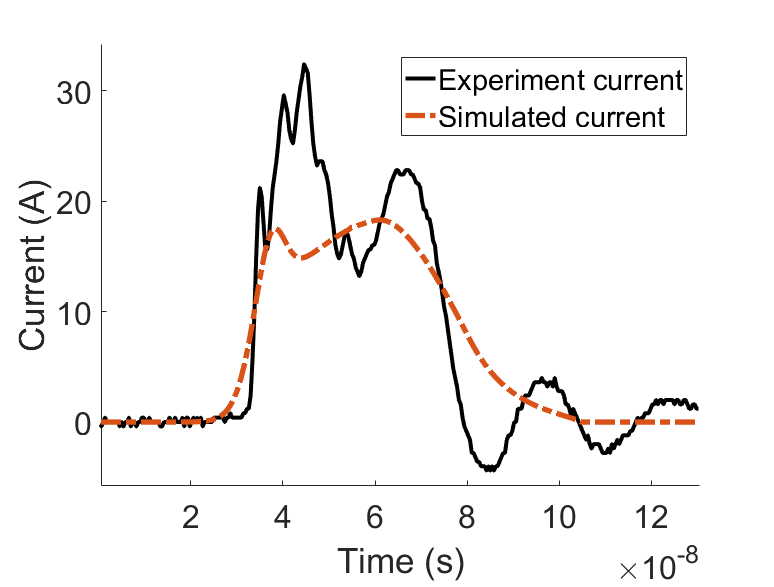 Experiment current
Simulated current
30
20
10
0
Current (A)
2 4 6 8 10 12
Time (s)
×10-8